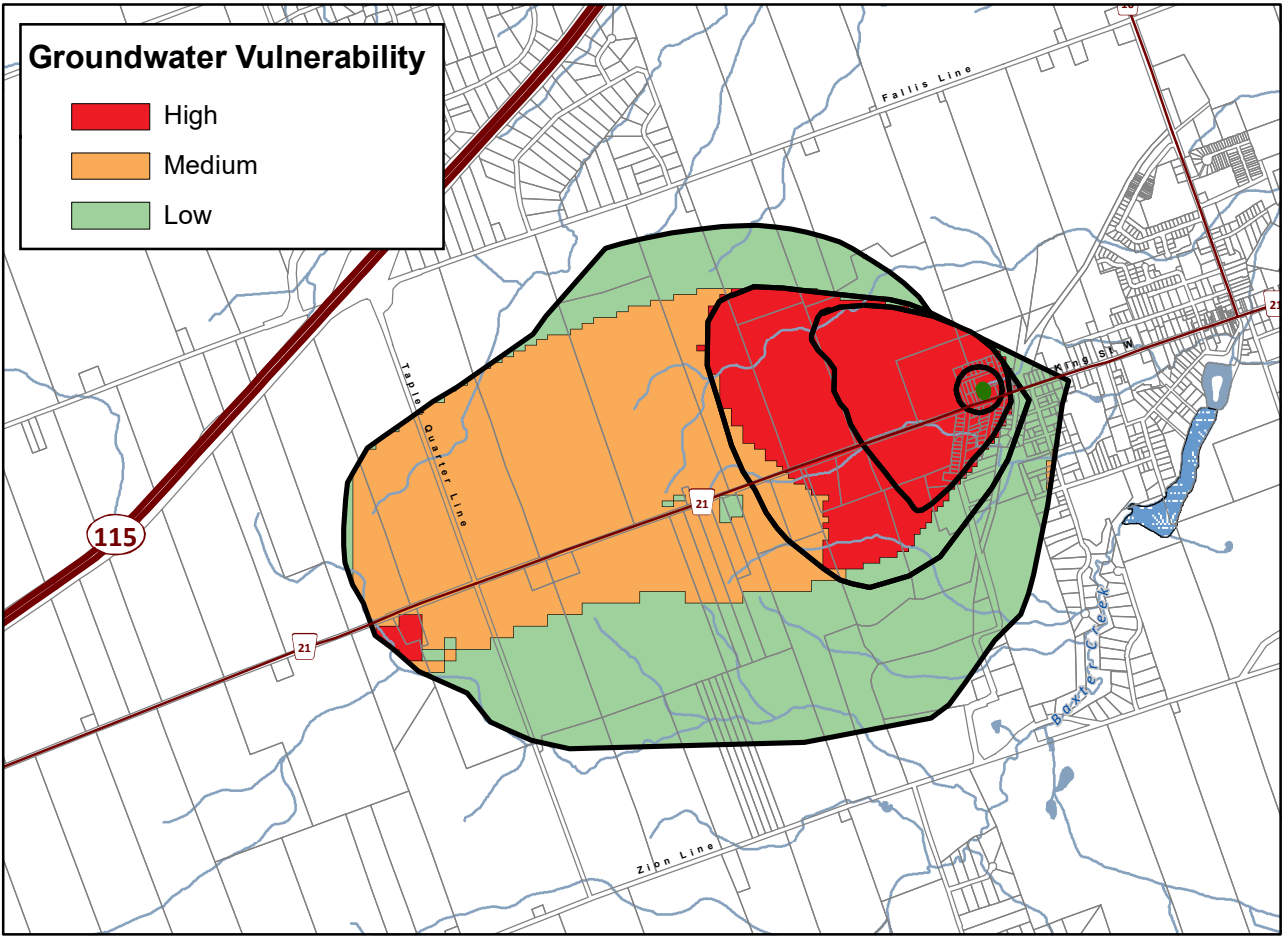 Groundwater Vulnerability
High
Medium
Low
Fallis Line
21
King St. W
Quarter Line
21
115
21
Baxter Creek
Zion Line